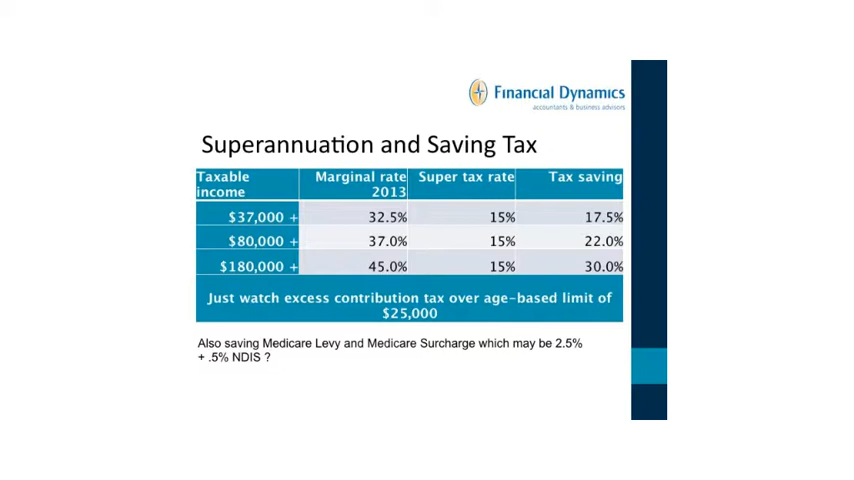 Financial Dynamics
accountants & business advisors
Superannuation and Saving Tax
Taxable income Marginal rate 2013 Super tax rate Tax saving
$37,000 + 32.5% 15% 17.5%
$80,000 + 37.0% 15% 22.0%
$180,000 + 45.0% 15% 30.0%
Just watch excess contribution tax over age-based limit of
$25,000
Also saving Medicare Levy and Medicare Surcharge which may be 2.5%
+ .5% NDIS ?